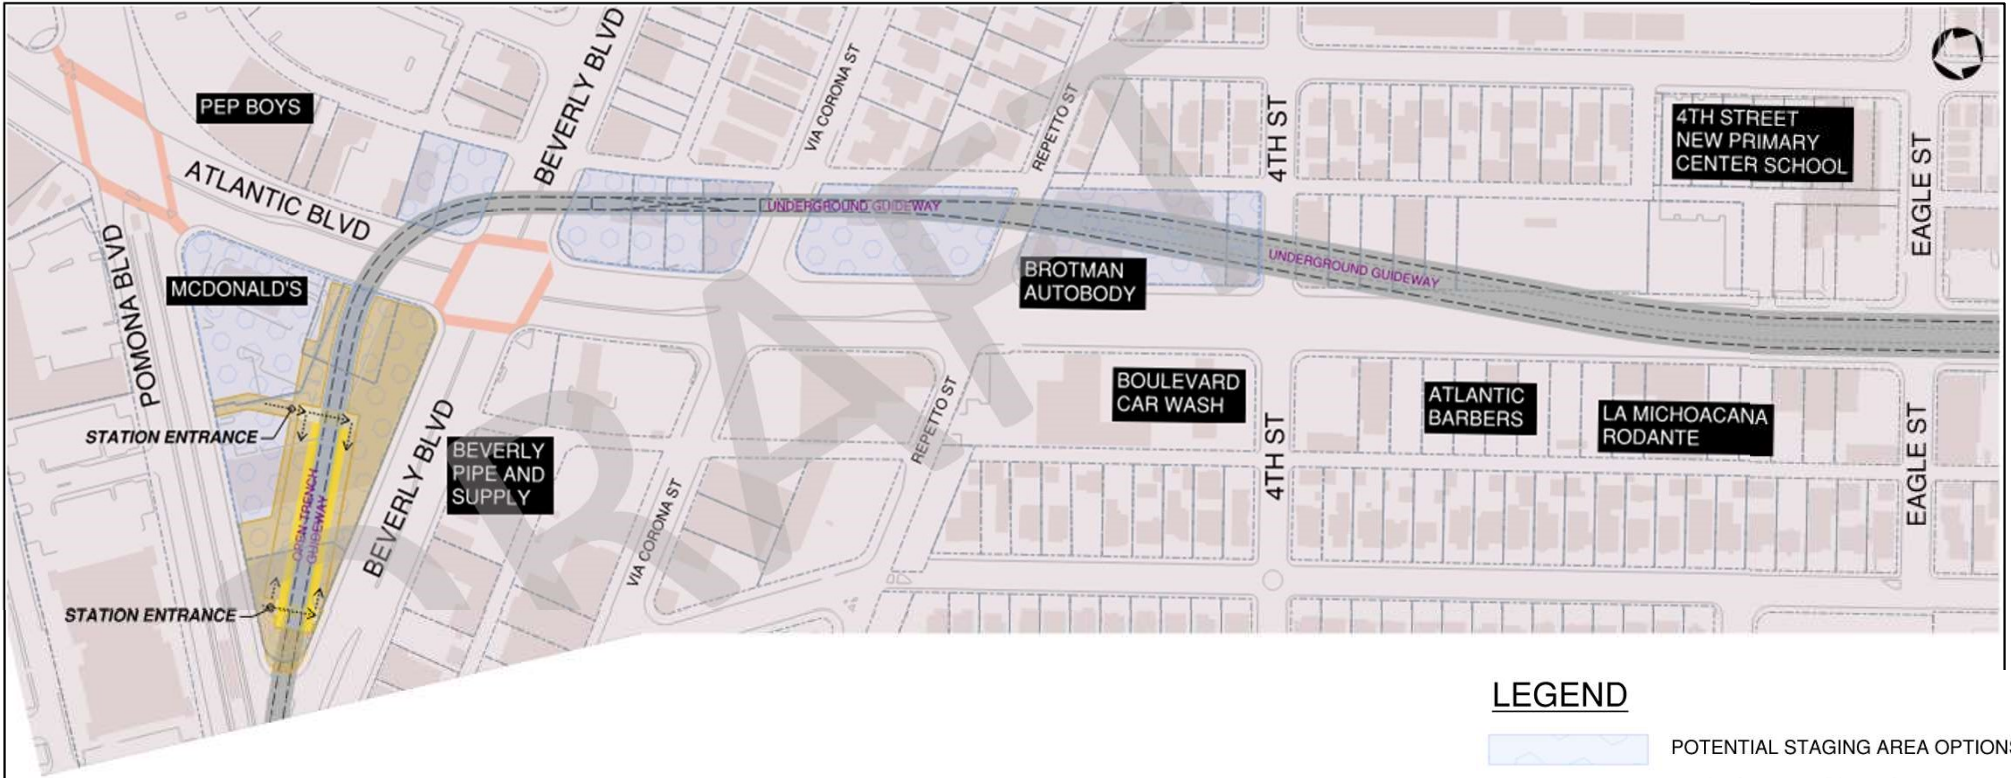 PEP BOYS
ATLANTIC BLVD
BEVERLY BLVD
VIA CORONA ST
REPETTO ST
4TH ST
4TH STREET
NEW PRIMARY
CENTER SCHOOL
EAGLE ST
POMONA BLVD
MCDONALD'S
UNDERGROUND GUIDEWAY
UNDERGROUND GUIDEWAY
BROTMAN
AUTOBODY
DRAFT
STATION ENTRANCE
OPEN TRENCH
GUIDEWAY
STATION ENTRANCE
BEVERLY BLVD
BEVERLY
PIPE AND
SUPPLY
VIA CORONA ST
REPETTO ST
BOULEVARD
CAR WASH
4TH ST
ATLANTIC
BARBERS
LA MICHOACANA
RODANTE
EAGLE ST
LEGEND
POTENTIAL STAGING AREA OPTIONS